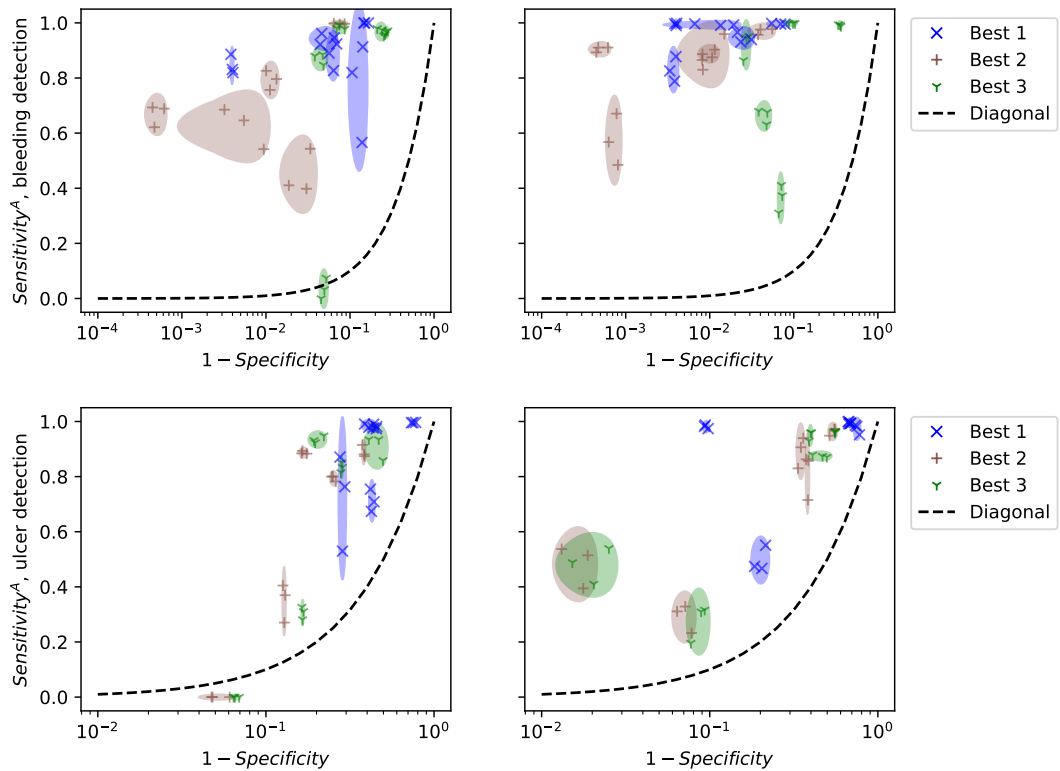 Sensitivity^A, bleeding detection
1.0
0.8
0.6
0.4
0.2
0.0
10^−4 10^−3 10^−2 10^−1 10^0
1 − Specificity
10^−4 10^−3 10^−2 10^−1 10^0
1 − Specificity
Best 1
Best 2
Best 3
Diagonal
Sensitivity^A, ulcer detection
1.0
0.8
0.6
0.4
0.2
0.0
10^−2 10^−1 10^0
1 − Specificity
10^−2 10^−1 10^0
1 − Specificity
Best 1
Best 2
Best 3
Diagonal